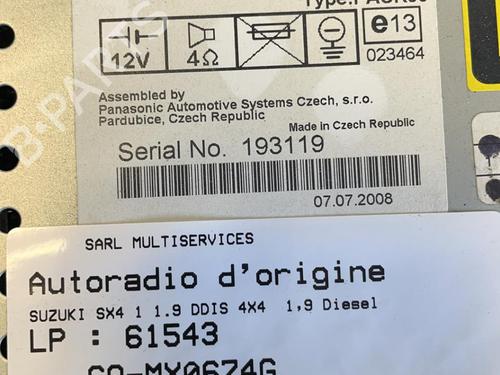 12V
4Ω
e13
023464
Assembled by
Panasonic Automotive Systems Czech, s.r.o.
Pardubice, Czech Republic
Made in Czech Republic
Serial No. 193119
07.07.2008
SARL MULTISERVICES
Autoradio d'origine
SUZUKI SX4 1 1.9 DDIS 4X4 1,9 Diesel
LP : 61543
CQ-MX0674G